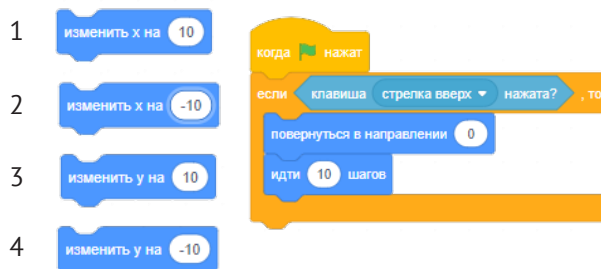 1 изменить x на 10
2 изменить x на -10
3 изменить y на 10
4 изменить y на -10
когда нажат
если клавиша стрелка вверх нажата? , то
повернуться в направлении 0
идти 10 шагов